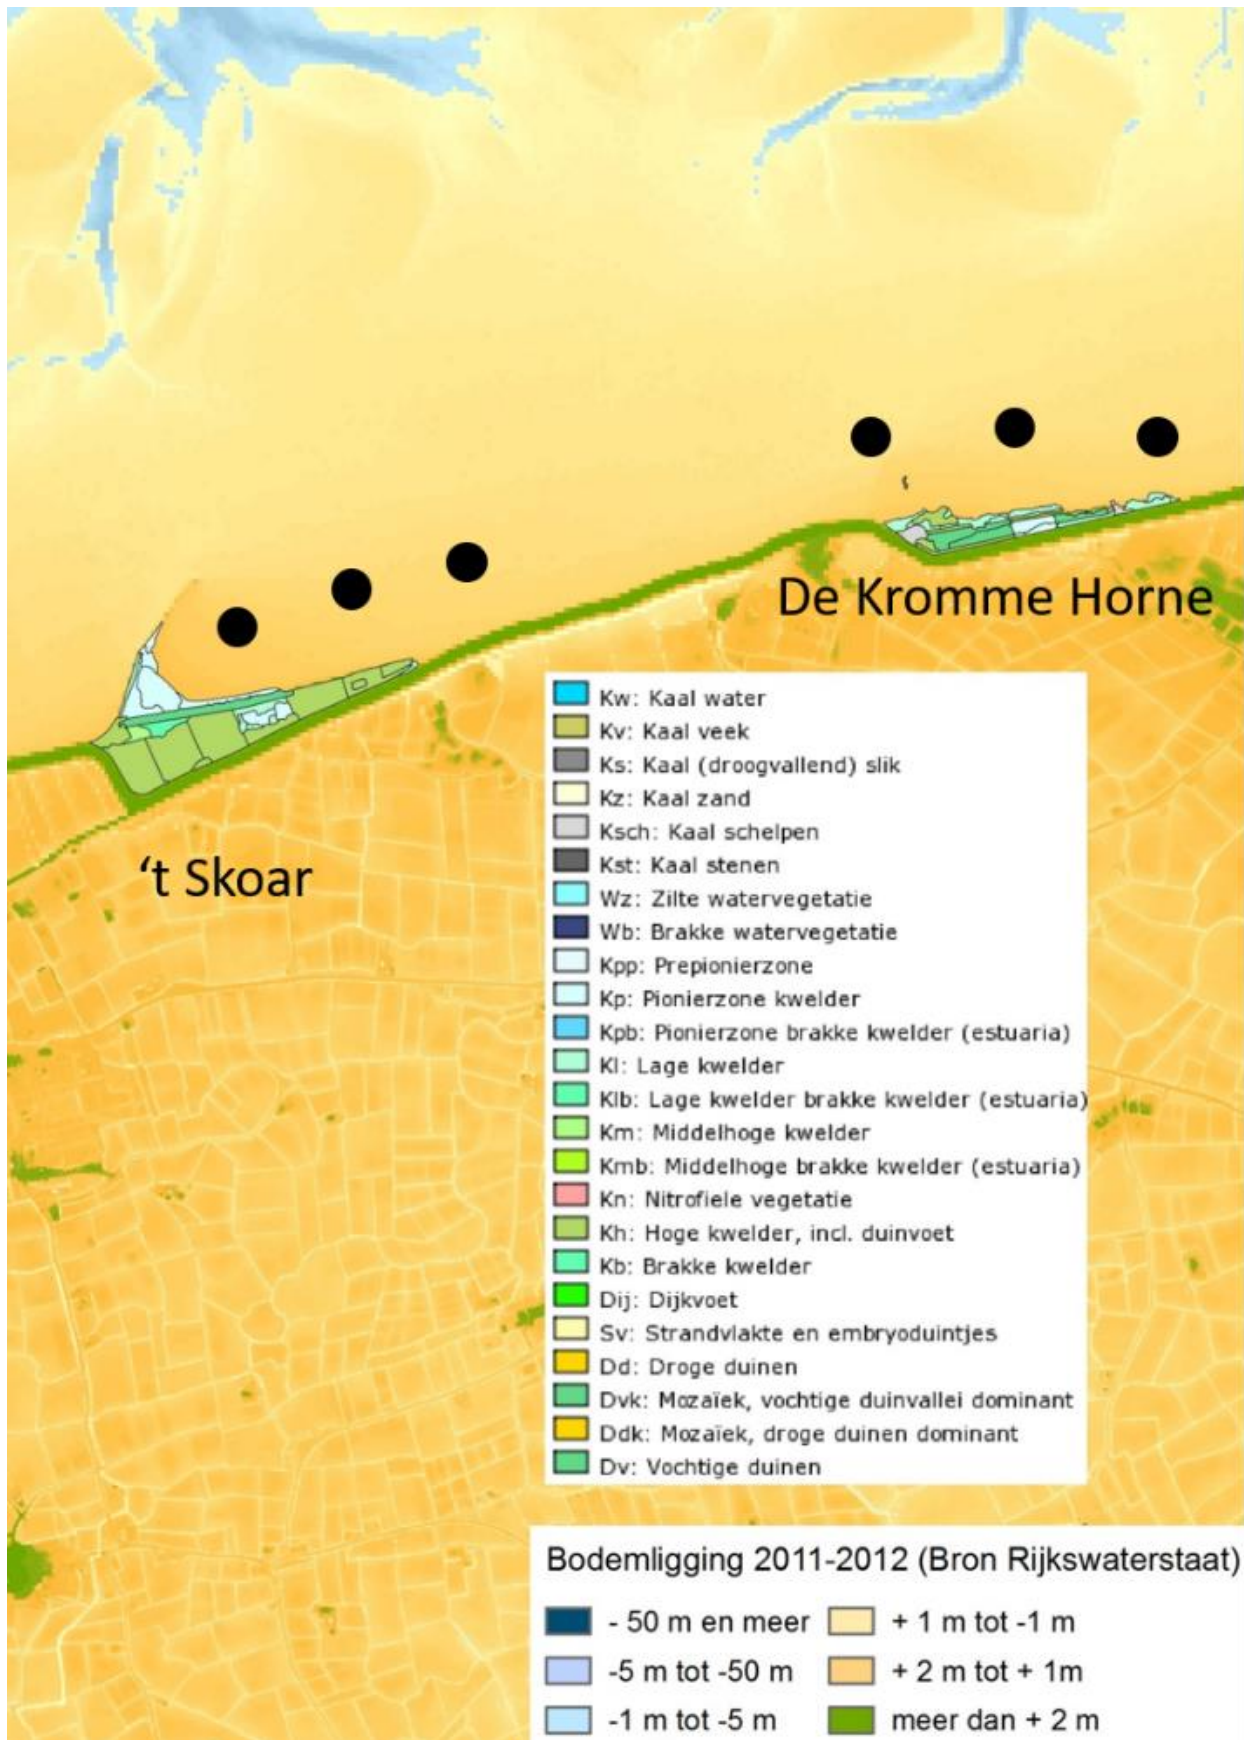 De Kromme Horne
't Skoar
Kw: Kaal water
Kv: Kaal veek
Ks: Kaal (droogvallend) slik
Kz: Kaal zand
Ksch: Kaal schelpen
Kst: Kaal stenen
Wz: Zilte watervegetatie
Wb: Brakke watervegetatie
Kpp: Prepionierzone
Kp: Pionierzone kwelder
Kpb: Pionierzone brakke kwelder (estuaria)
Kl: Lage kwelder
Klb: Lage kwelder brakke kwelder (estuaria)
Km: Middelhoge kwelder
Kmb: Middelhoge brakke kwelder (estuaria)
Kn: Nitrofiele vegetatie
Kh: Hoge kwelder, incl. duinvoet
Kb: Brakke kwelder
Dij: Dijkvoet
Sv: Strandvlakte en embryoduintjes
Dd: Droge duinen
Dvk: Mozaïek, vochtige duinvallei dominant
Ddk: Mozaïek, droge duinen dominant
Dv: Vochtige duinen
Bodemligging 2011-2012 (Bron Rijkswaterstaat)
- 50 m en meer
-5 m tot -50 m
-1 m tot -5 m
+ 1 m tot -1 m
+ 2 m tot + 1m
meer dan + 2 m